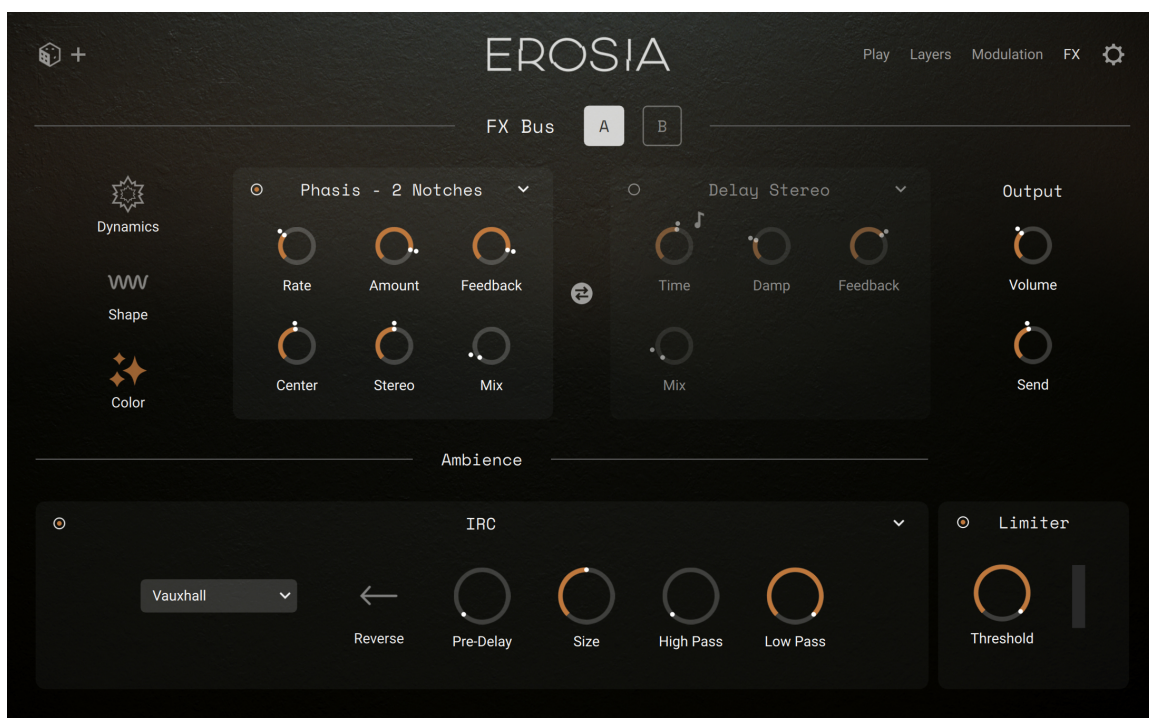 EROSIA
Play Layers Modulation FX
FX Bus A B
Dynamics
Shape
Color
Phasis - 2 Notches
Rate Amount Feedback
Center Stereo Mix
Delay Stereo
Time Damp Feedback
Mix
Output
Volume
Send
Ambience
IRC
Vauxhall
Reverse Pre-Delay Size High Pass Low Pass
Limiter
Threshold